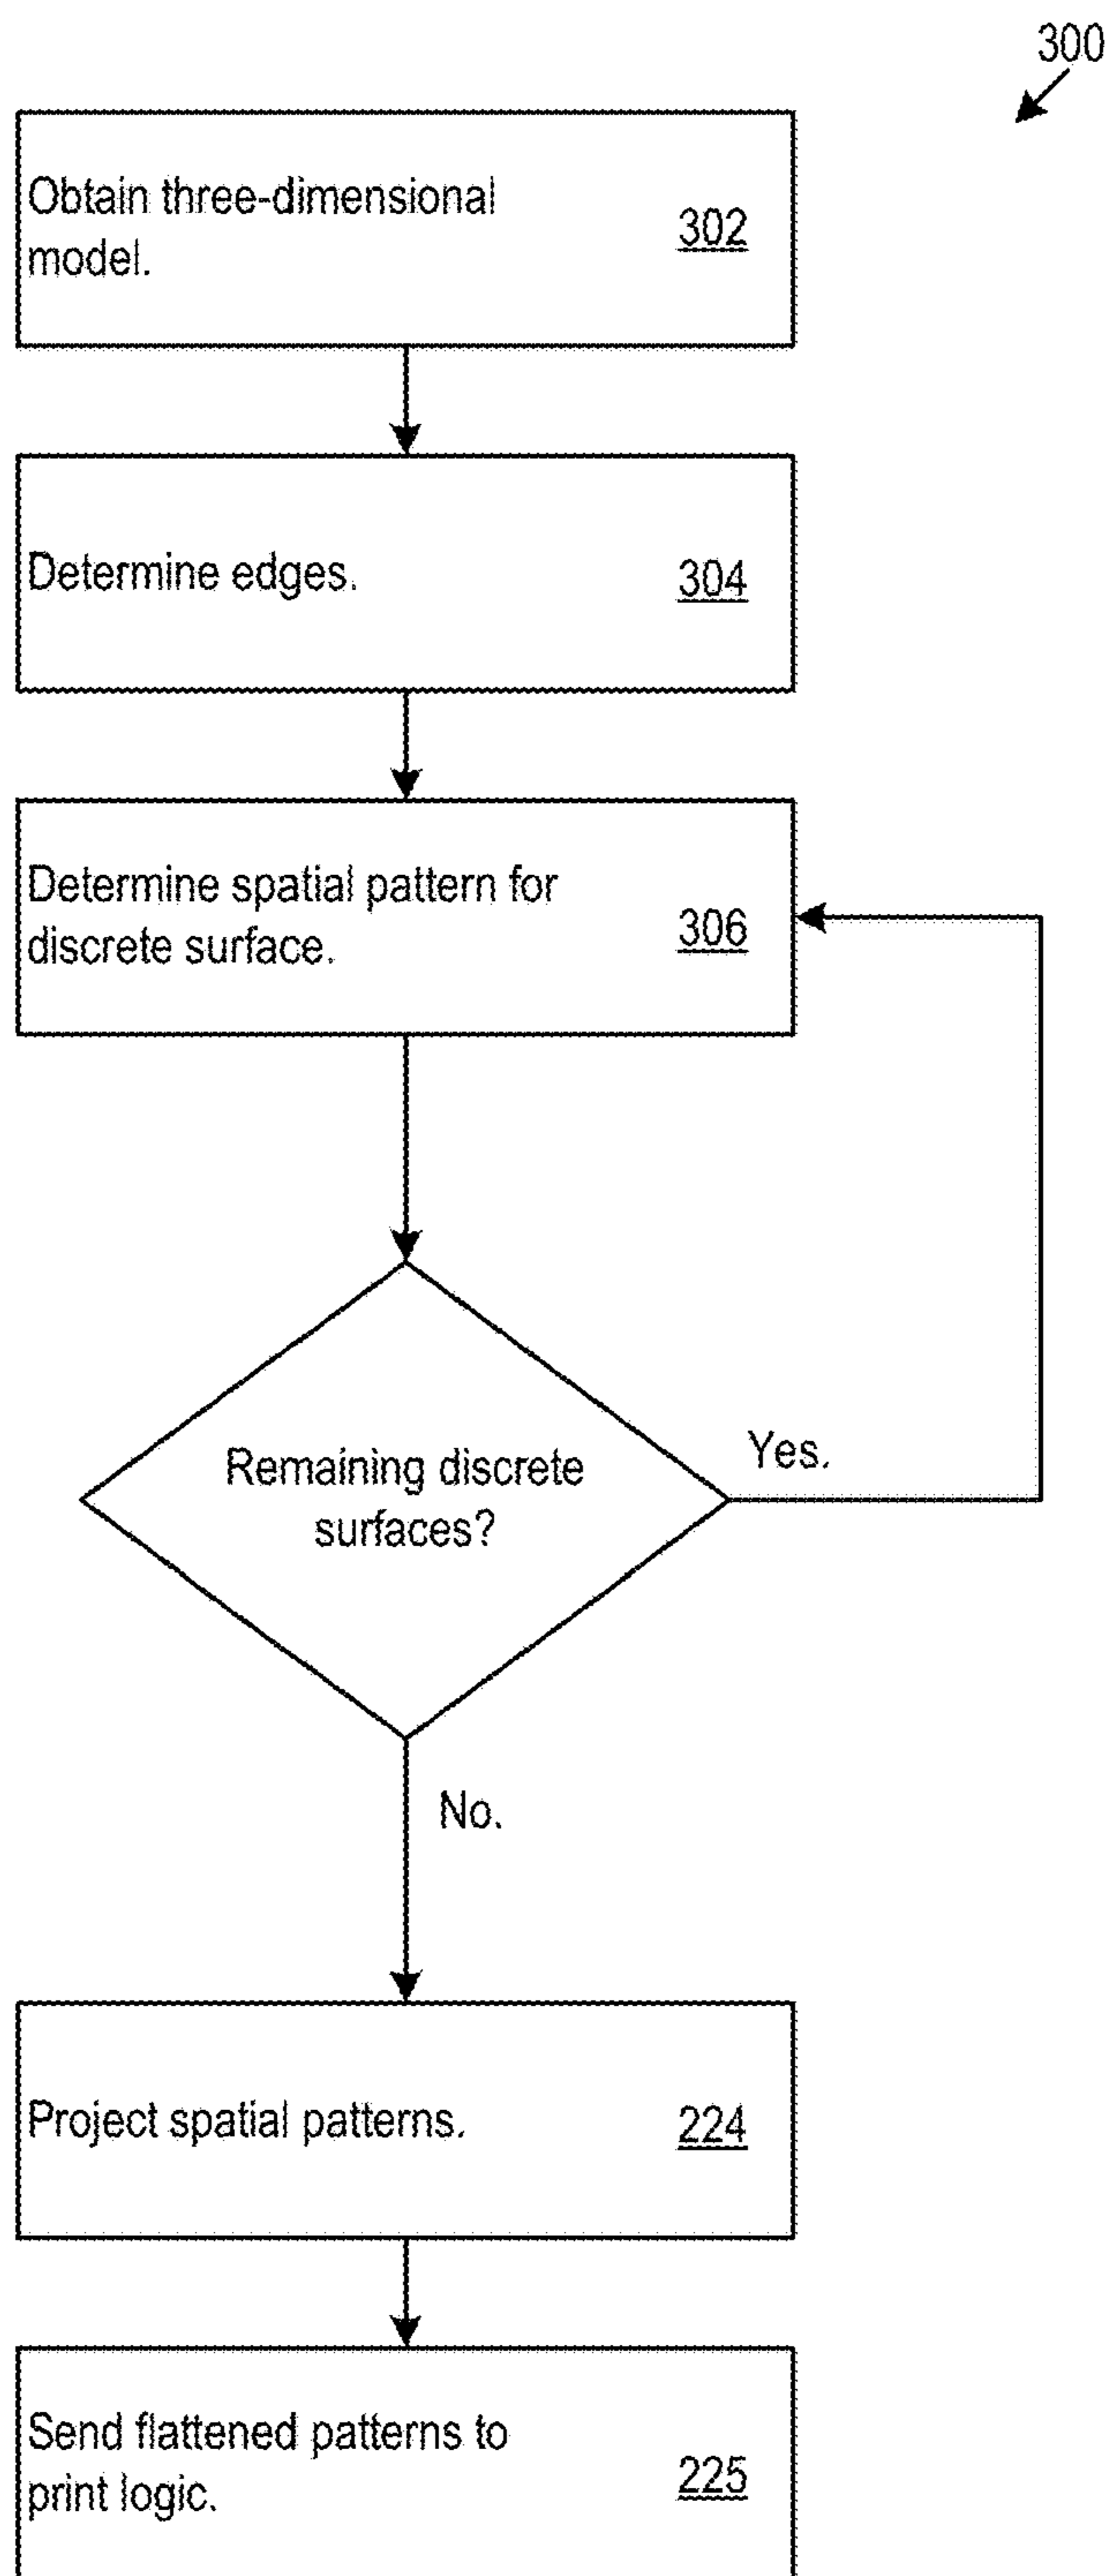 300
Obtain three-dimensional
model.
302
Determine edges.
304
Determine spatial pattern for
discrete surface.
306
Remaining discrete
surfaces?
Yes.
No.
Project spatial patterns.
224
Send flattened patterns to
print logic.
225